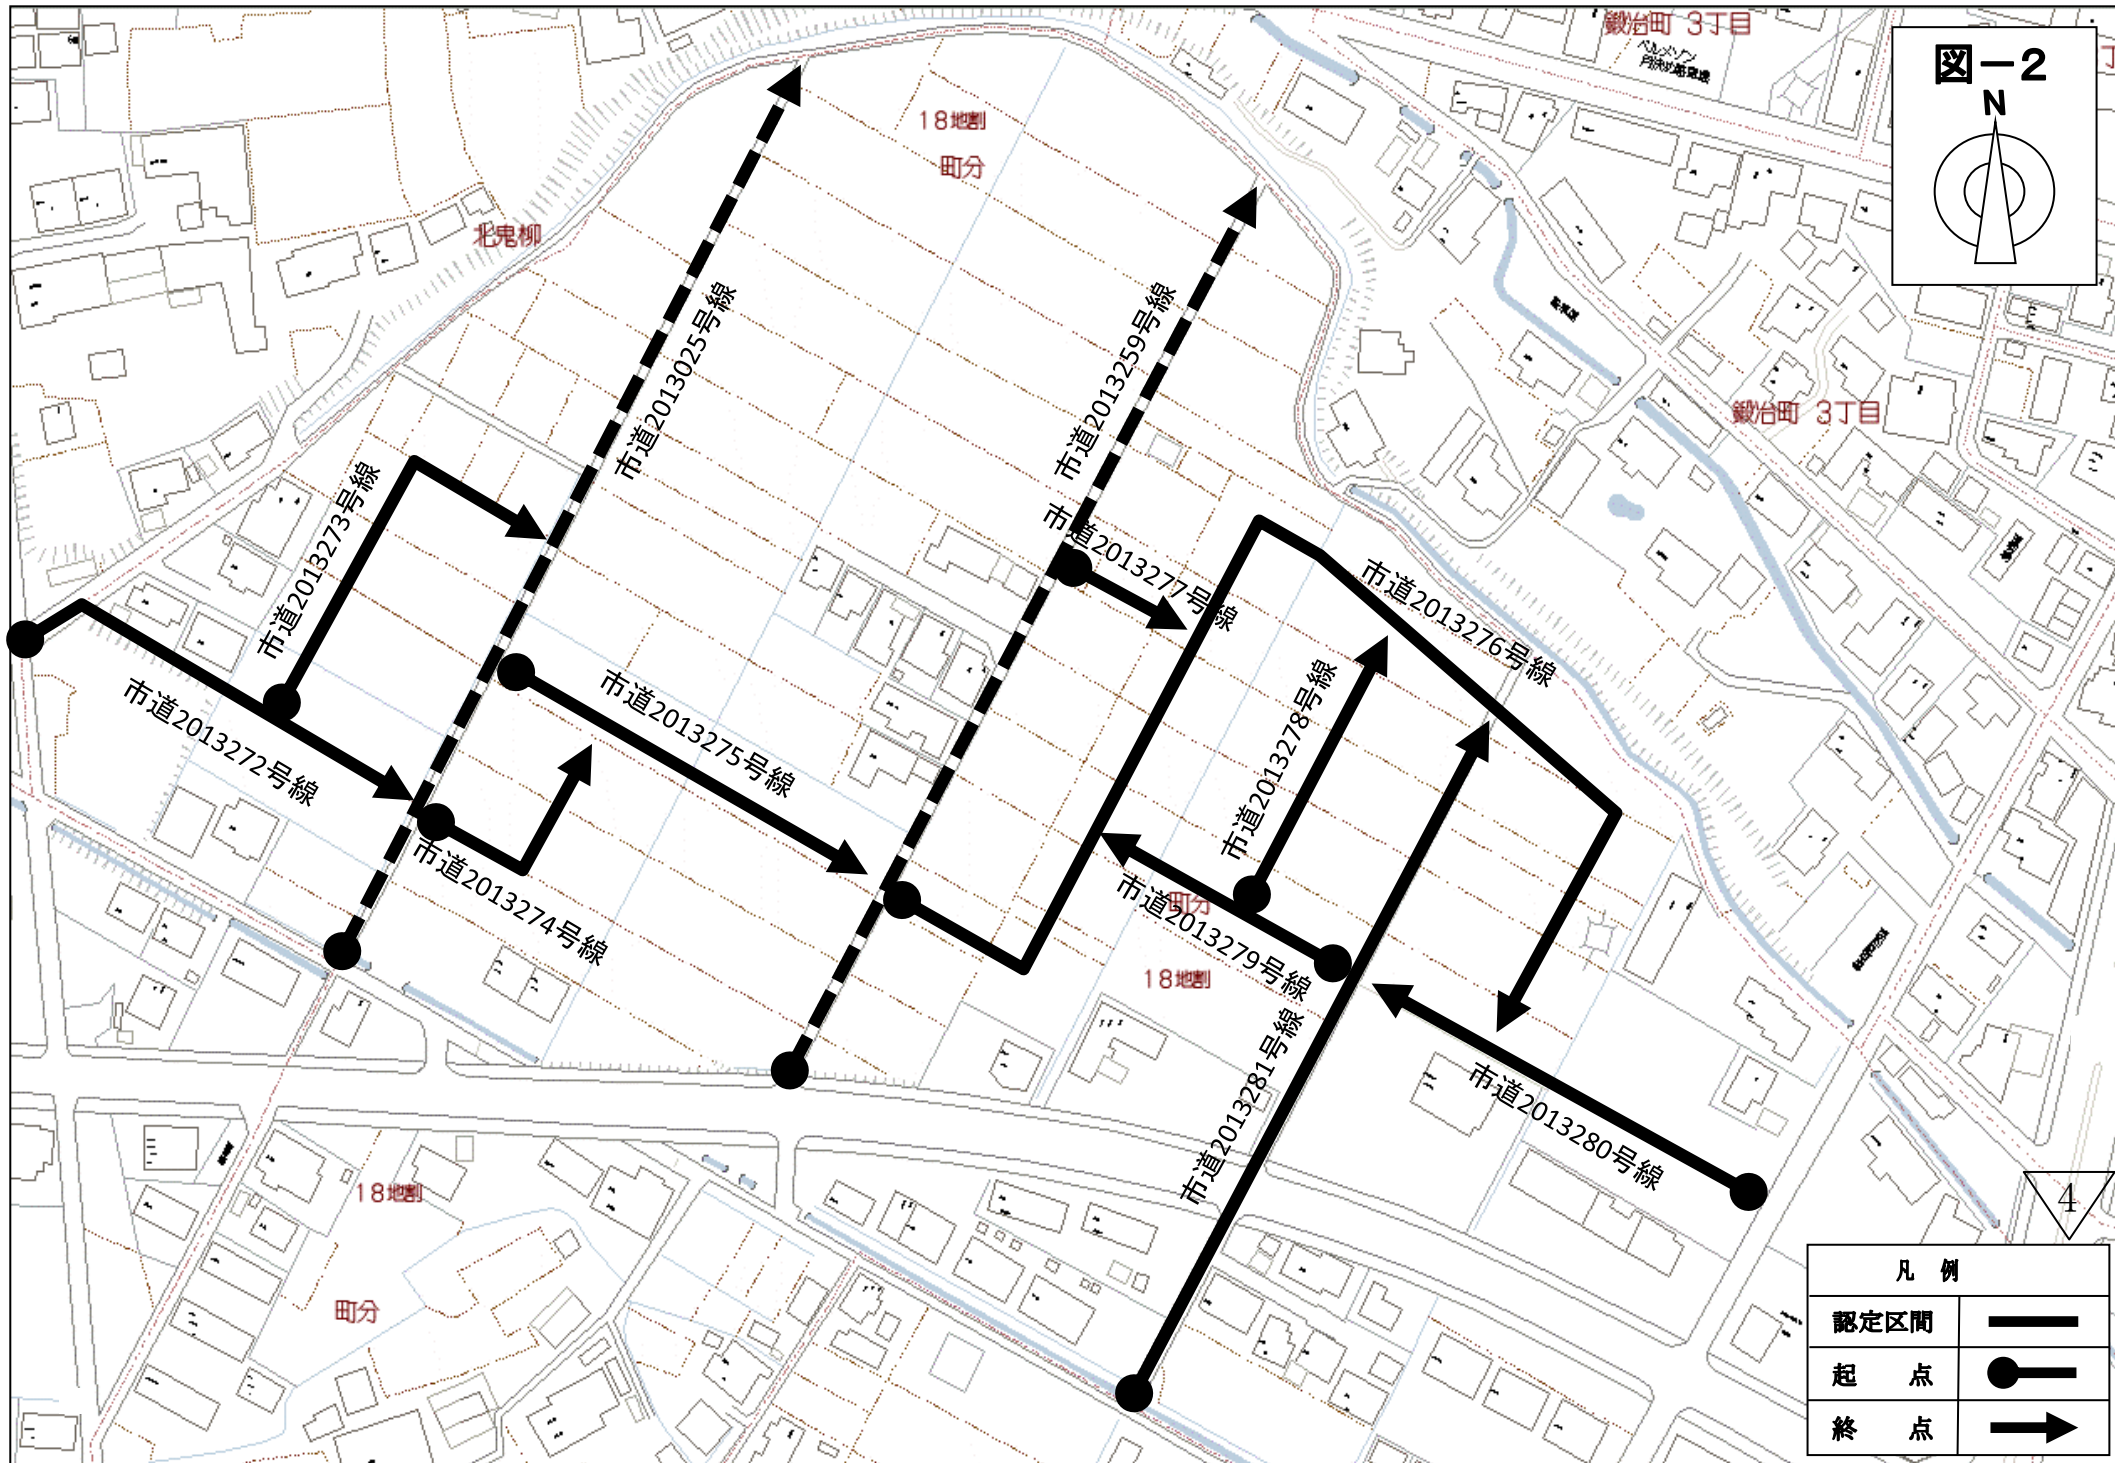 鍛冶町 3丁目
図－2
N
18地割
町分
北鬼柳
市道2013025号線
市道2013259号線
鍛冶町 3丁目
市道2013273号線
市道2013277号線
市道2013276号線
市道2013272号線
市道2013275号線
市道2013278号線
市道2013274号線
町分
市道2013279号線
18地割
市道2013281号線
市道2013280号線
18地割
町分
4
凡 例
認定区間
起 点
終 点